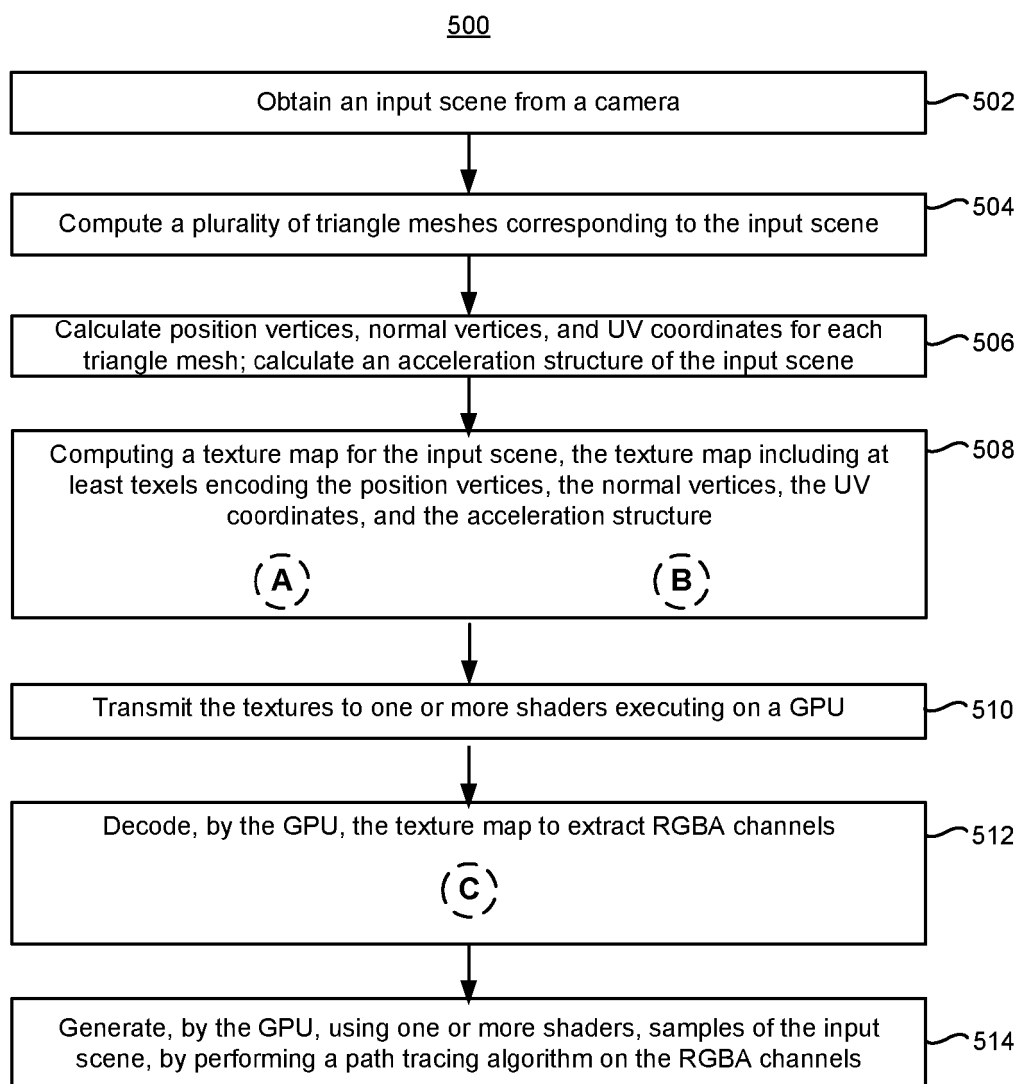 500
Obtain an input scene from a camera
502
Compute a plurality of triangle meshes corresponding to the input scene
504
Calculate position vertices, normal vertices, and UV coordinates for each
triangle mesh; calculate an acceleration structure of the input scene
506
Computing a texture map for the input scene, the texture map including at
least texels encoding the position vertices, the normal vertices, the UV
coordinates, and the acceleration structure
508
A
B
Transmit the textures to one or more shaders executing on a GPU
510
Decode, by the GPU, the texture map to extract RGBA channels
512
C
Generate, by the GPU, using one or more shaders, samples of the input
scene, by performing a path tracing algorithm on the RGBA channels
514